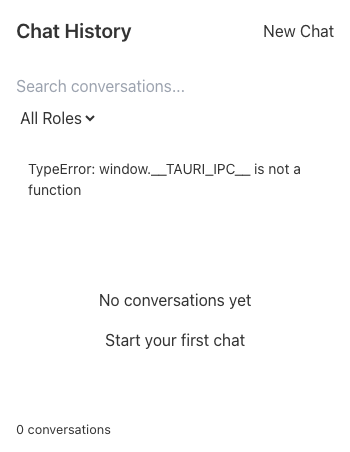 Chat History
New Chat
Search conversations...
All Roles
TypeError: window.__TAURI_IPC__ is not a
function
No conversations yet
Start your first chat
0 conversations